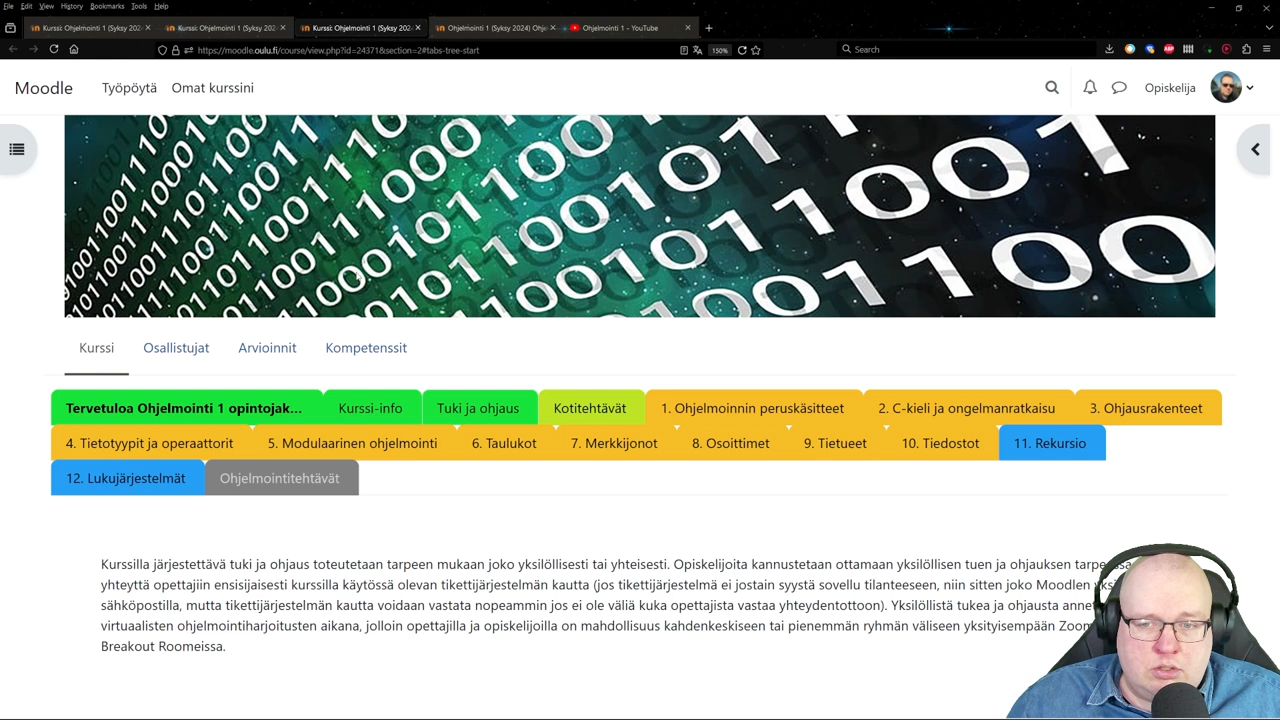 File Edit View History Bookmarks Tools Help
Kurssi: Ohjelmointi 1 (Syksy 202
Kurssi: Ohjelmointi 1 (Syksy 202
Kurssi: Ohjelmointi 1 (Syksy 202
Ohjelmointi 1 (Syksy 2024) Ohj
Ohjelmointi 1 - YouTube
https://moodle.oulu.fi/course/view.php?id=24371&section=2#tabs-tree-start
150%
Search
Moodle Työpöytä Omat kurssini Opiskelija
Kurssi Osallistujat Arvioinnit Kompetenssit
Tervetuloa Ohjelmointi 1 opintojak... Kurssi-info Tuki ja ohjaus Kotitehtävät 1. Ohjelmoinnin peruskäsitteet 2. C-kieli ja ongelmanratkaisu 3. Ohjausrakenteet
4. Tietotyypit ja operaattorit 5. Modulaarinen ohjelmointi 6. Taulukot 7. Merkkijonot 8. Osoittimet 9. Tietueet 10. Tiedostot 11. Rekursio
12. Lukujärjestelmät Ohjelmointitehtävät
Kurssilla järjestettävä tuki ja ohjaus toteutetaan tarpeen mukaan joko yksilöllisesti tai yhteisesti. Opiskelijoita kannustetaan ottamaan yksilöllisen tuen ja ohjauksen
yhteyttä opettajiin ensisijaisesti kurssilla käytössä olevan tikettijärjestelmän kautta (jos tikettijärjestelmä ei jostain syystä sovellu tilanteeseen, niin sitten joko Moodlen
sähköpostilla, mutta tikettijärjestelmän kautta voidaan vastata nopeammin jos ei ole väliä kuka opettajista vastaa yhteydenottoon). Yksilöllistä tukea ja ohjausta
virtuaalisten ohjelmointiharjoitusten aikana, jolloin opettajilla ja opiskelijoilla on mahdollisuus kahdenkeskiseen tai pienemmän ryhmän väliseen yksityisempään
Breakout Roomeissa.